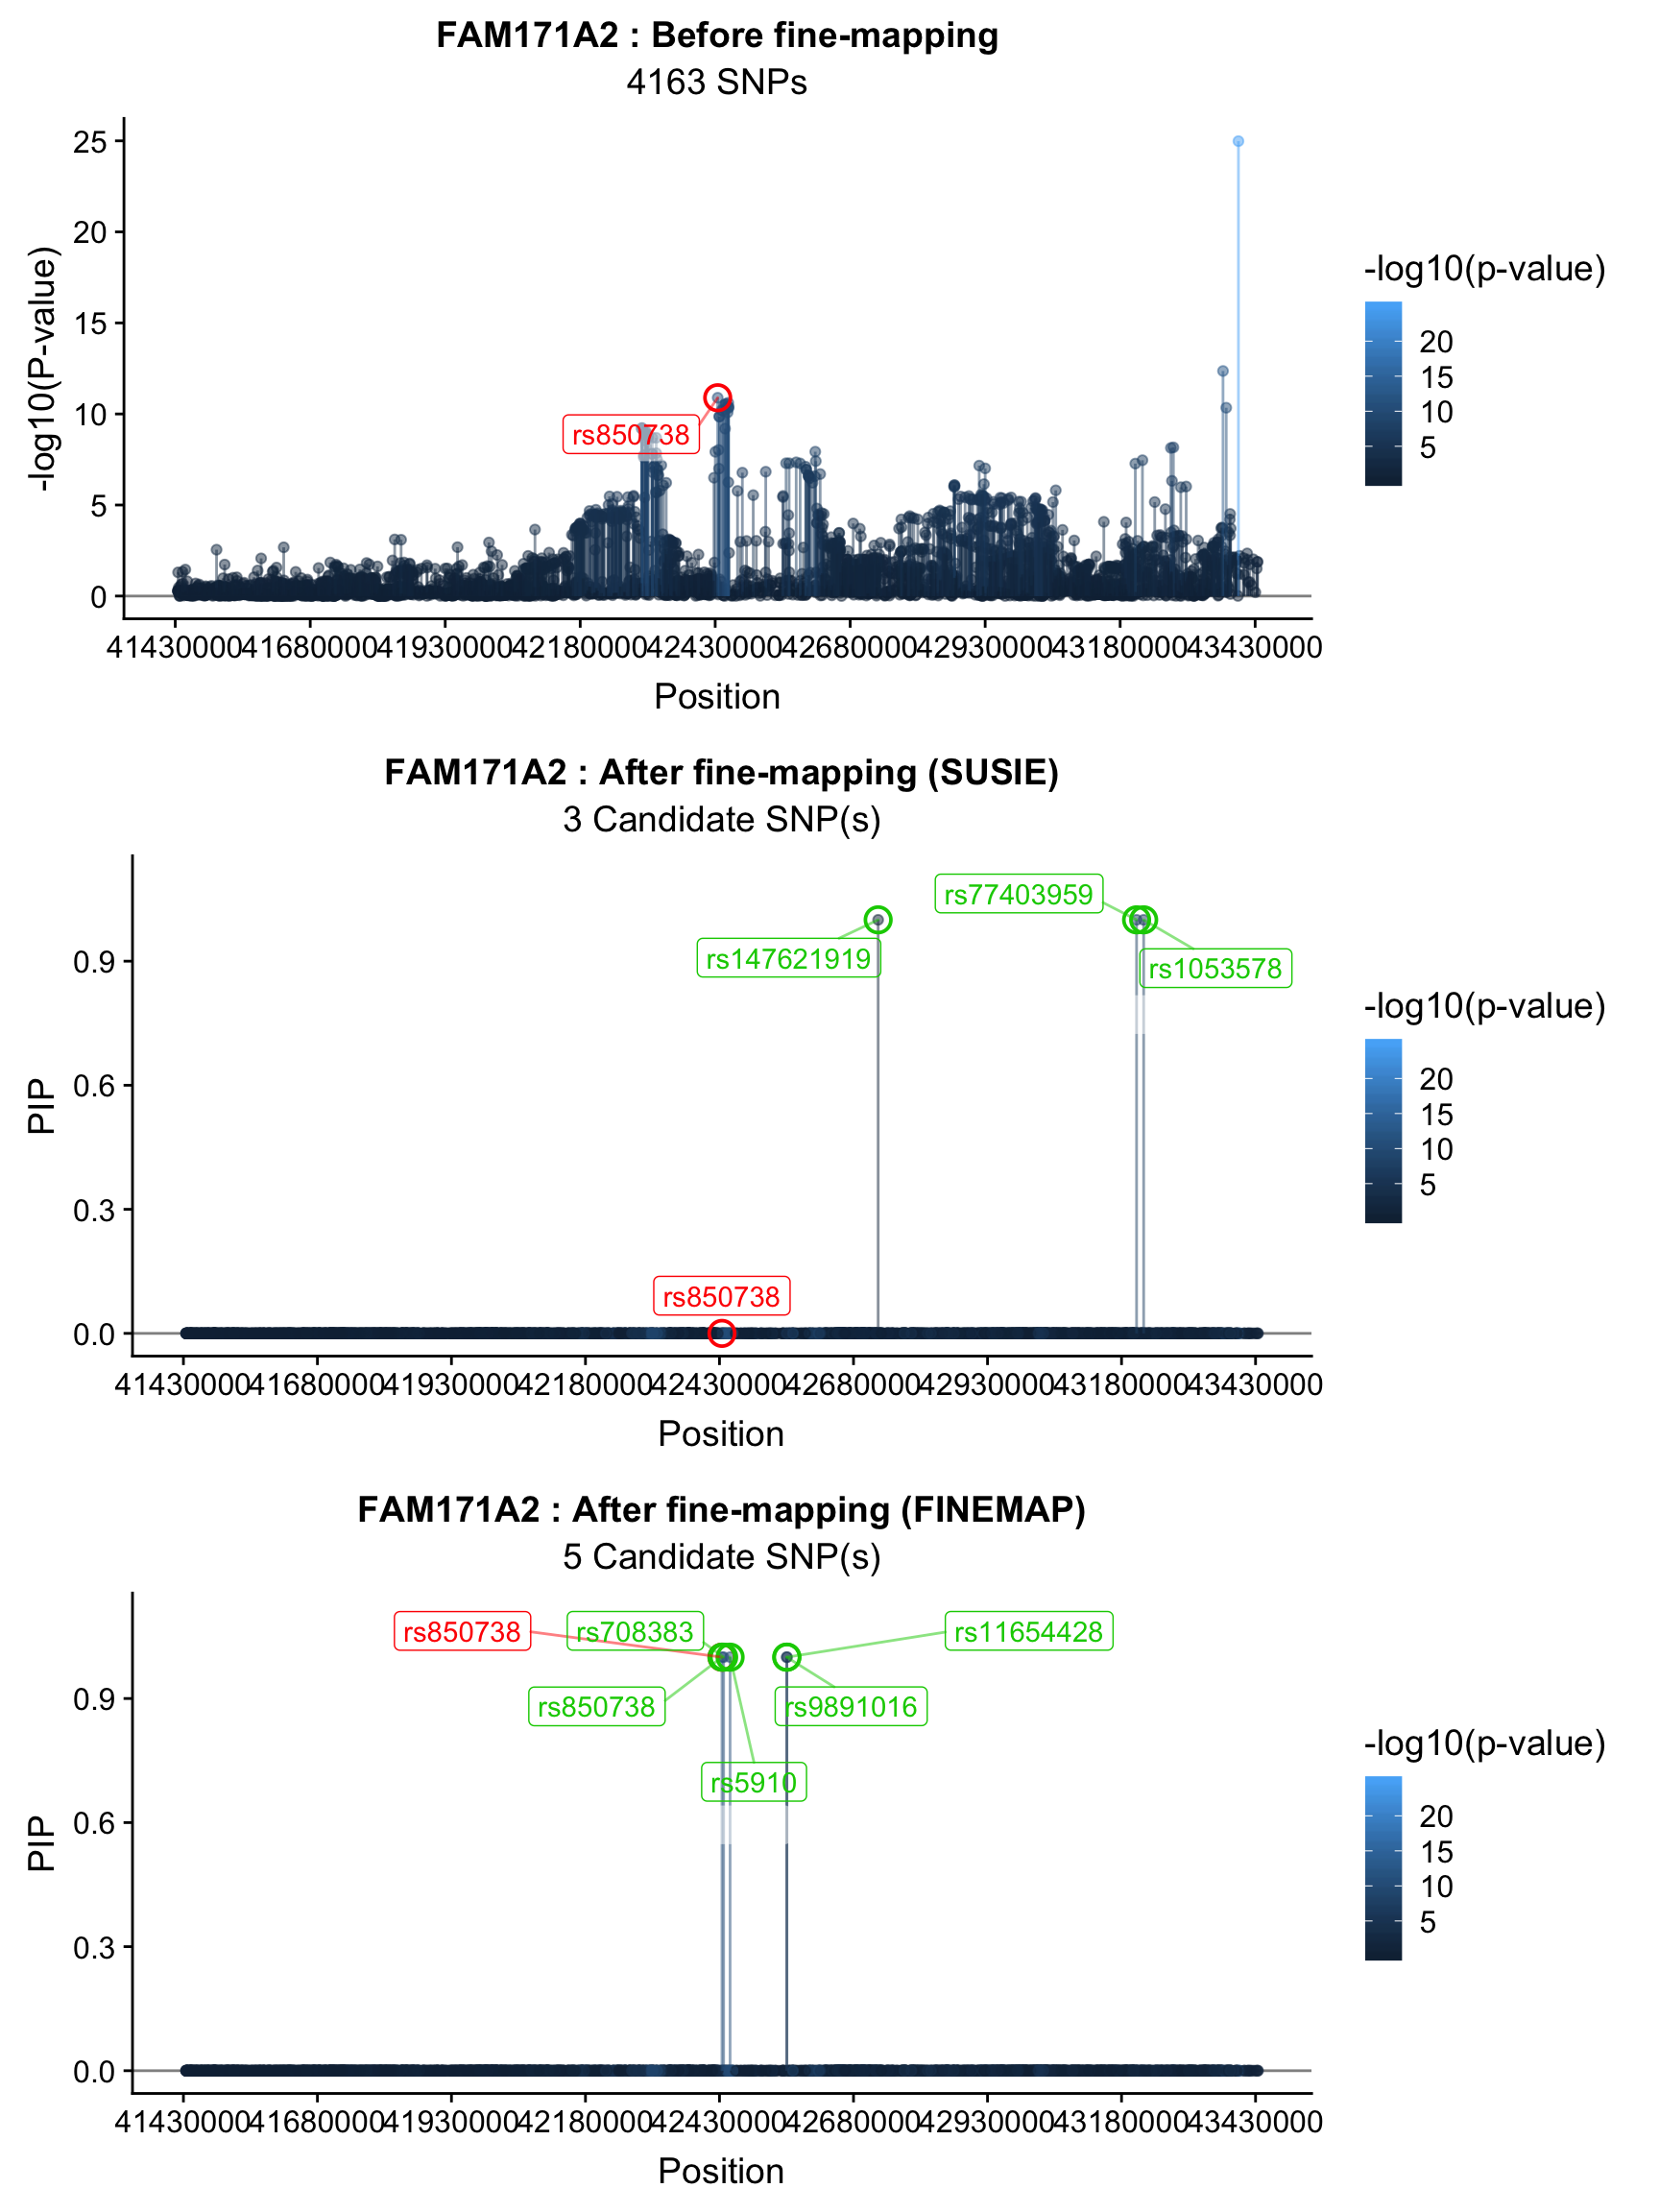 FAM171A2 : Before fine-mapping
4163 SNPs
-log10(P-value)
25
20
15
10
5
0
rs850738
41430000 41680000 41930000 42180000 42430000 42680000 42930000 43180000 43430000
Position
-log10(p-value)
20
15
10
5
FAM171A2 : After fine-mapping (SUSIE)
3 Candidate SNP(s)
PIP
0.9
0.6
0.3
0.0
rs77403959
rs147621919
rs1053578
rs850738
41430000 41680000 41930000 42180000 42430000 42680000 42930000 43180000 43430000
Position
-log10(p-value)
20
15
10
5
FAM171A2 : After fine-mapping (FINEMAP)
5 Candidate SNP(s)
PIP
0.9
0.6
0.3
0.0
rs850738
rs708383
rs11654428
rs850738
rs9891016
rs5910
41430000 41680000 41930000 42180000 42430000 42680000 42930000 43180000 43430000
Position
-log10(p-value)
20
15
10
5